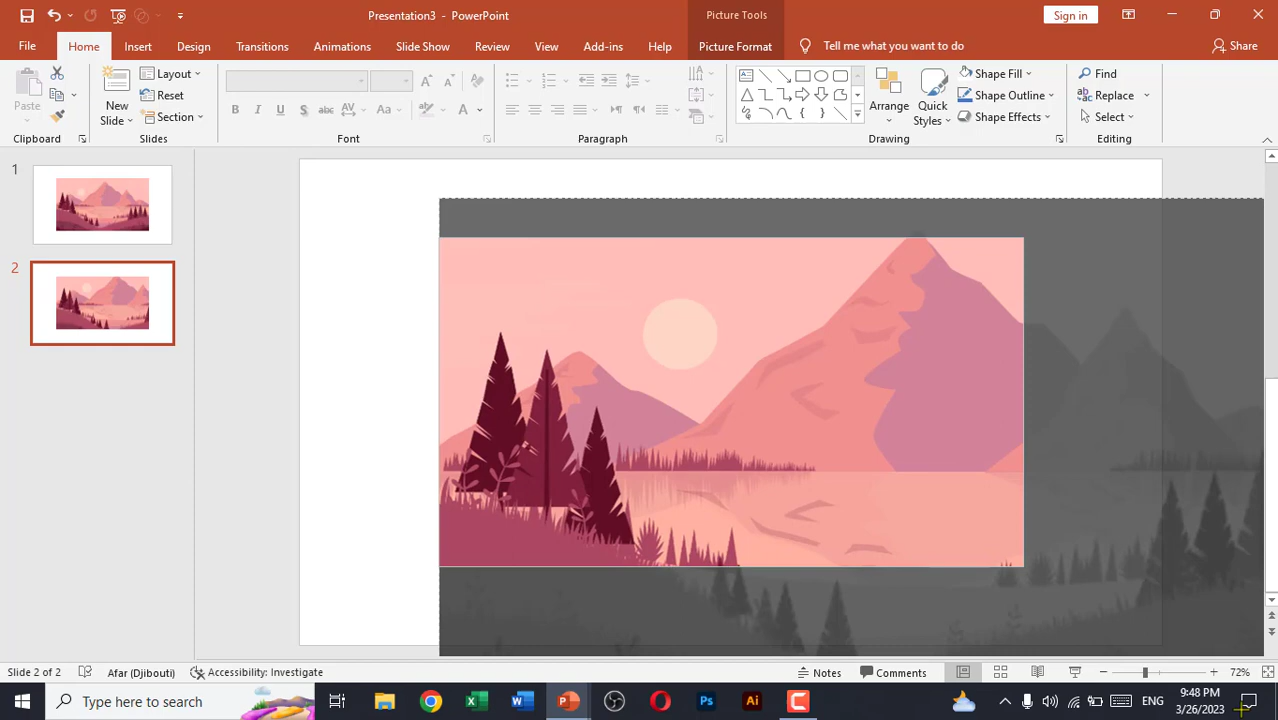 Presentation3 - PowerPoint
Picture Tools
Sign in
File Home Insert Design Transitions Animations Slide Show Review View Add-ins Help Picture Format Tell me what you want to do Share
Paste
New Slide
Layout
Reset
Section
Arrange
Quick Styles
Shape Fill
Shape Outline
Shape Effects
Find
Replace
Select
Clipboard Slides Font Paragraph Drawing Editing
1
2
Slide 2 of 2 Afar (Djibouti) Accessibility: Investigate Notes Comments 72%
Type here to search
ENG
9:48 PM
3/26/2023